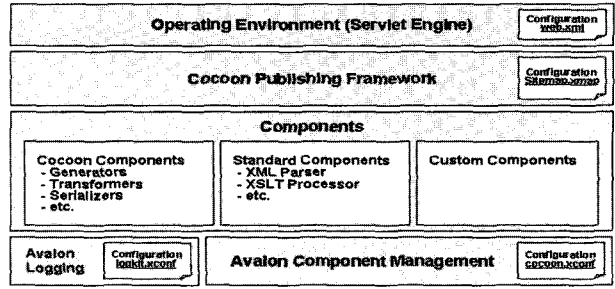 Operating Environment (Servlet Engine)
Configuration
web.xml
Cocoon Publishing Framework
Configuration
Sitemap.xmap
Components
Cocoon Components
- Generators
- Transformers
- Serializers
- etc.
Standard Components
- XML Parser
- XSLT Processor
- etc.
Custom Components
Avalon
Logging
Configuration
logkit.xconf
Avalon Component Management
Configuration
cocoon.xconf